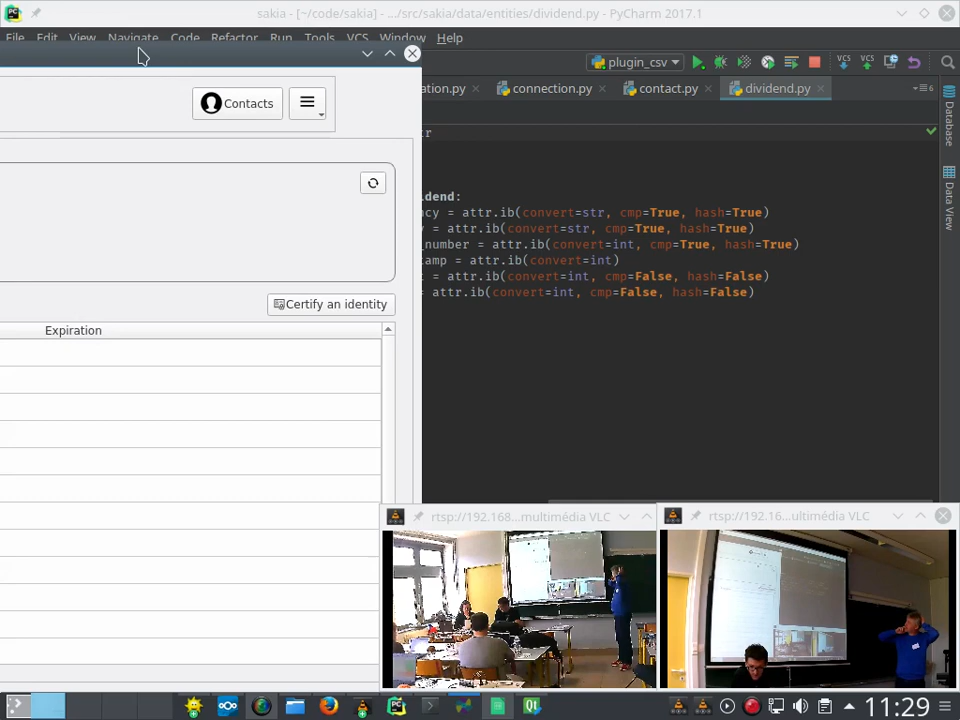 sakia - [~/code/sakia] - .../src/sakia/data/entities/dividend.py - PyCharm 2017.1
File Edit View Navigate Code Refactor Run Tools VCS Window Help
plugin_csv
VCS VCS
ation.py connection.py contact.py dividend.py
6
Contacts
tr
Database
Data View
idend:
ncy = attr.ib(convert=str, cmp=True, hash=True)
y = attr.ib(convert=str, cmp=True, hash=True)
_number = attr.ib(convert=int, cmp=True, hash=True)
tamp = attr.ib(convert=int)
t = attr.ib(convert=int, cmp=False, hash=False)
= attr.ib(convert=int, cmp=False, hash=False)
Certify an identity
Expiration
rtsp://192.168...multimédia VLC
rtsp://192.16...ultimédia VLC
11:29